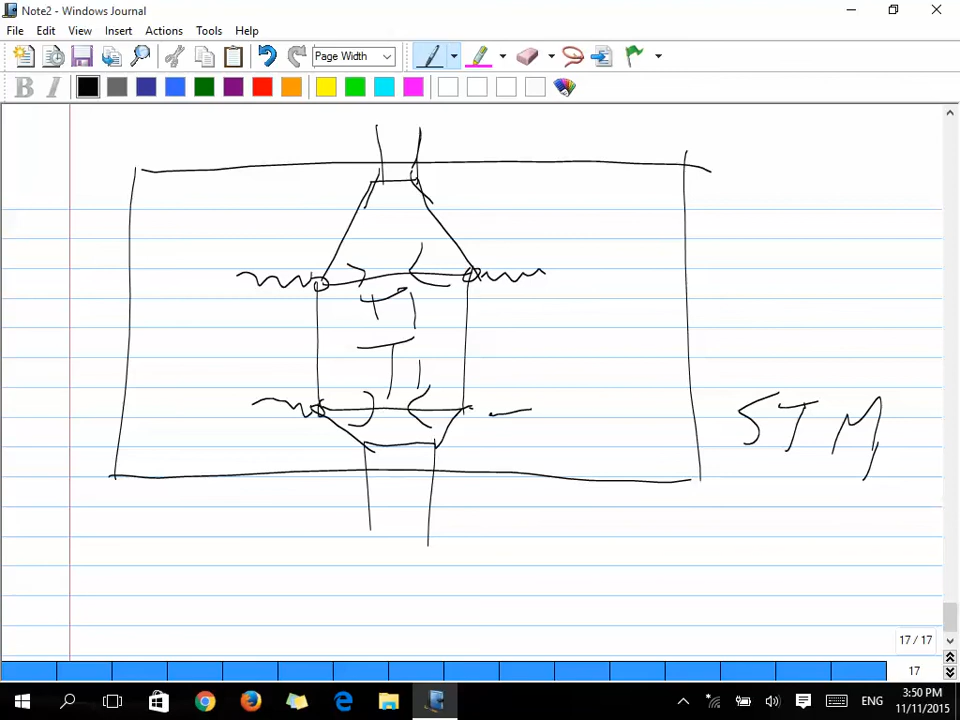 Note2 - Windows Journal
File Edit View Insert Actions Tools Help
Page Width
B I
STM
17 / 17
17
ENG
3:50 PM
11/11/2015